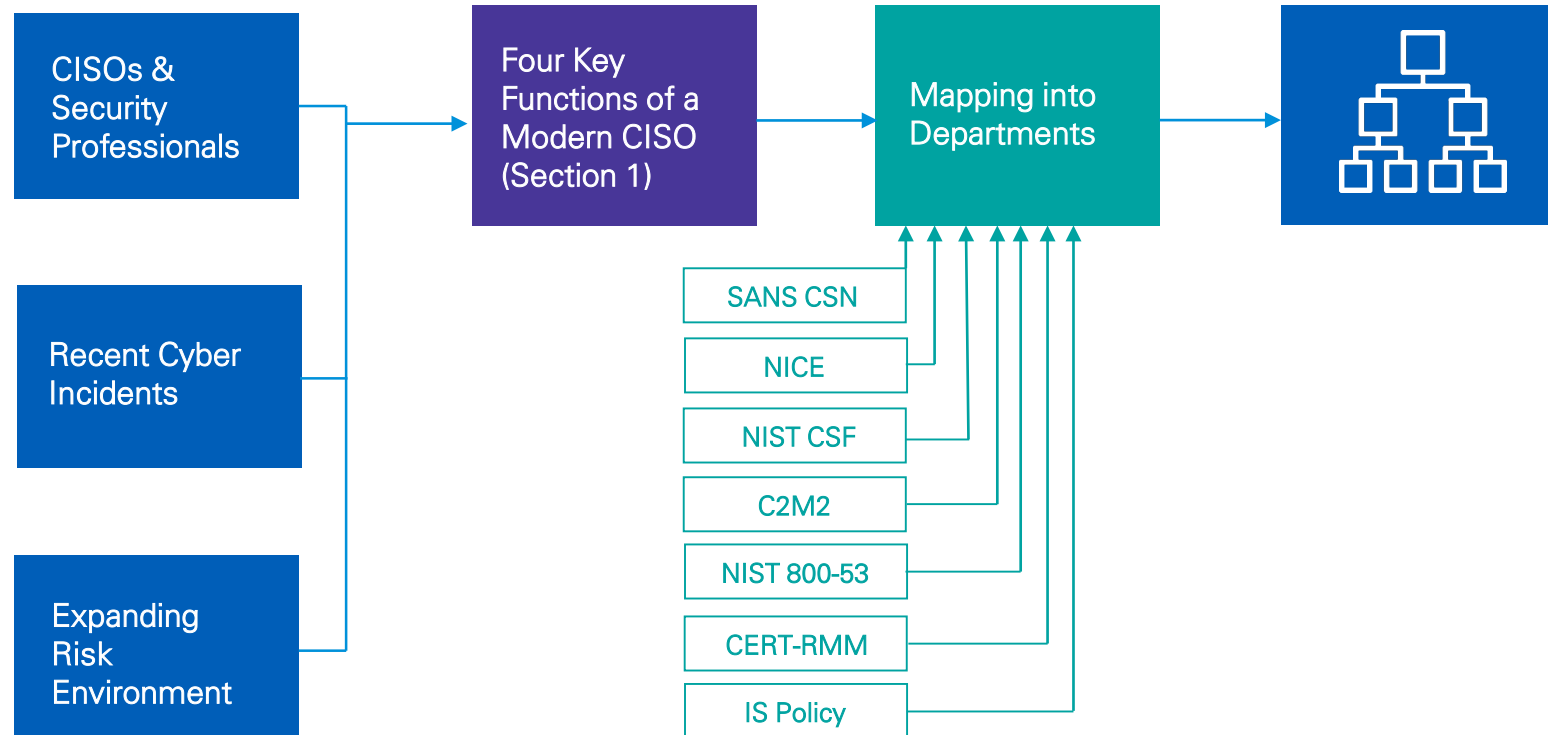 CISOs &
Security
Professionals
Four Key
Functions of a
Modern CISO
(Section 1)
Mapping into
Departments
Recent Cyber
Incidents
Expanding
Risk
Environment
SANS CSN
NICE
NIST CSF
C2M2
NIST 800-53
CERT-RMM
IS Policy